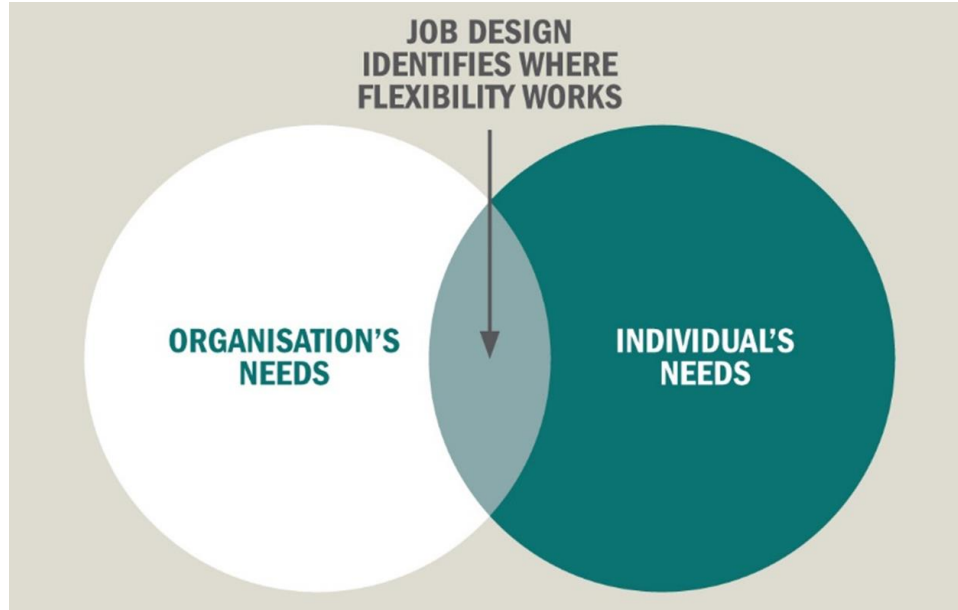 JOB DESIGN
IDENTIFIES WHERE
FLEXIBILITY WORKS
ORGANISATION’S
NEEDS
INDIVIDUAL’S
NEEDS